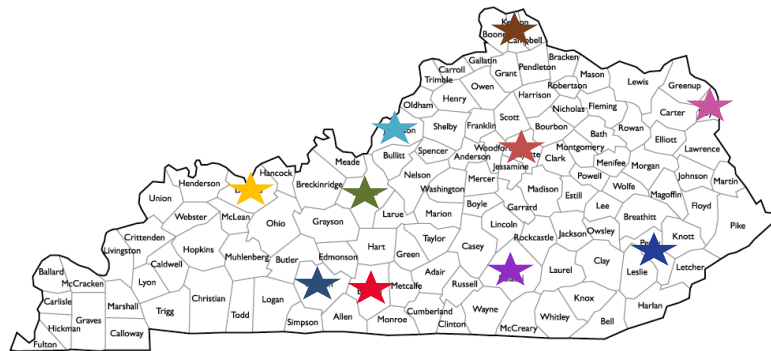 Kenton
Boone
Campbell
Gallatin
Bracken
Carroll
Grant
Pendleton
Mason
Lewis
Trimble
Owen
Robertson
Greenup
Oldham
Henry
Harrison
Nicholas
Fleming
Carter
Scott
Rowan
Shelby
Franklin
Bourbon
Bath
Elliott
Lawrence
Woodford
Montgomery
Bullitt
Spencer
Anderson
Jessamine
Clark
Menifee
Morgan
Meade
Nelson
Mercer
Powell
Johnson
Martin
Hancock
Breckinridge
Washington
Madison
Estill
Wolfe
Magoffin
Henderson
Union
Boyle
Garrard
Lee
Floyd
Webster
McLean
Ohio
Grayson
Larue
Marion
Lincoln
Breathitt
Pike
Crittenden
Hopkins
Hart
Taylor
Casey
Rockcastle
Jackson
Owsley
Knott
Livingston
Muhlenberg
Butler
Edmonson
Green
Clay
Leslie
Letcher
Caldwell
Adair
Laurel
Ballard
McCracken
Lyon
Metcalfe
Russell
Carlisle
Marshall
Christian
Logan
Knox
Harlan
Hickman
Graves
Trigg
Todd
Simpson
Allen
Monroe
Cumberland
Wayne
Whitley
Bell
Fulton
Calloway
Clinton
McCreary